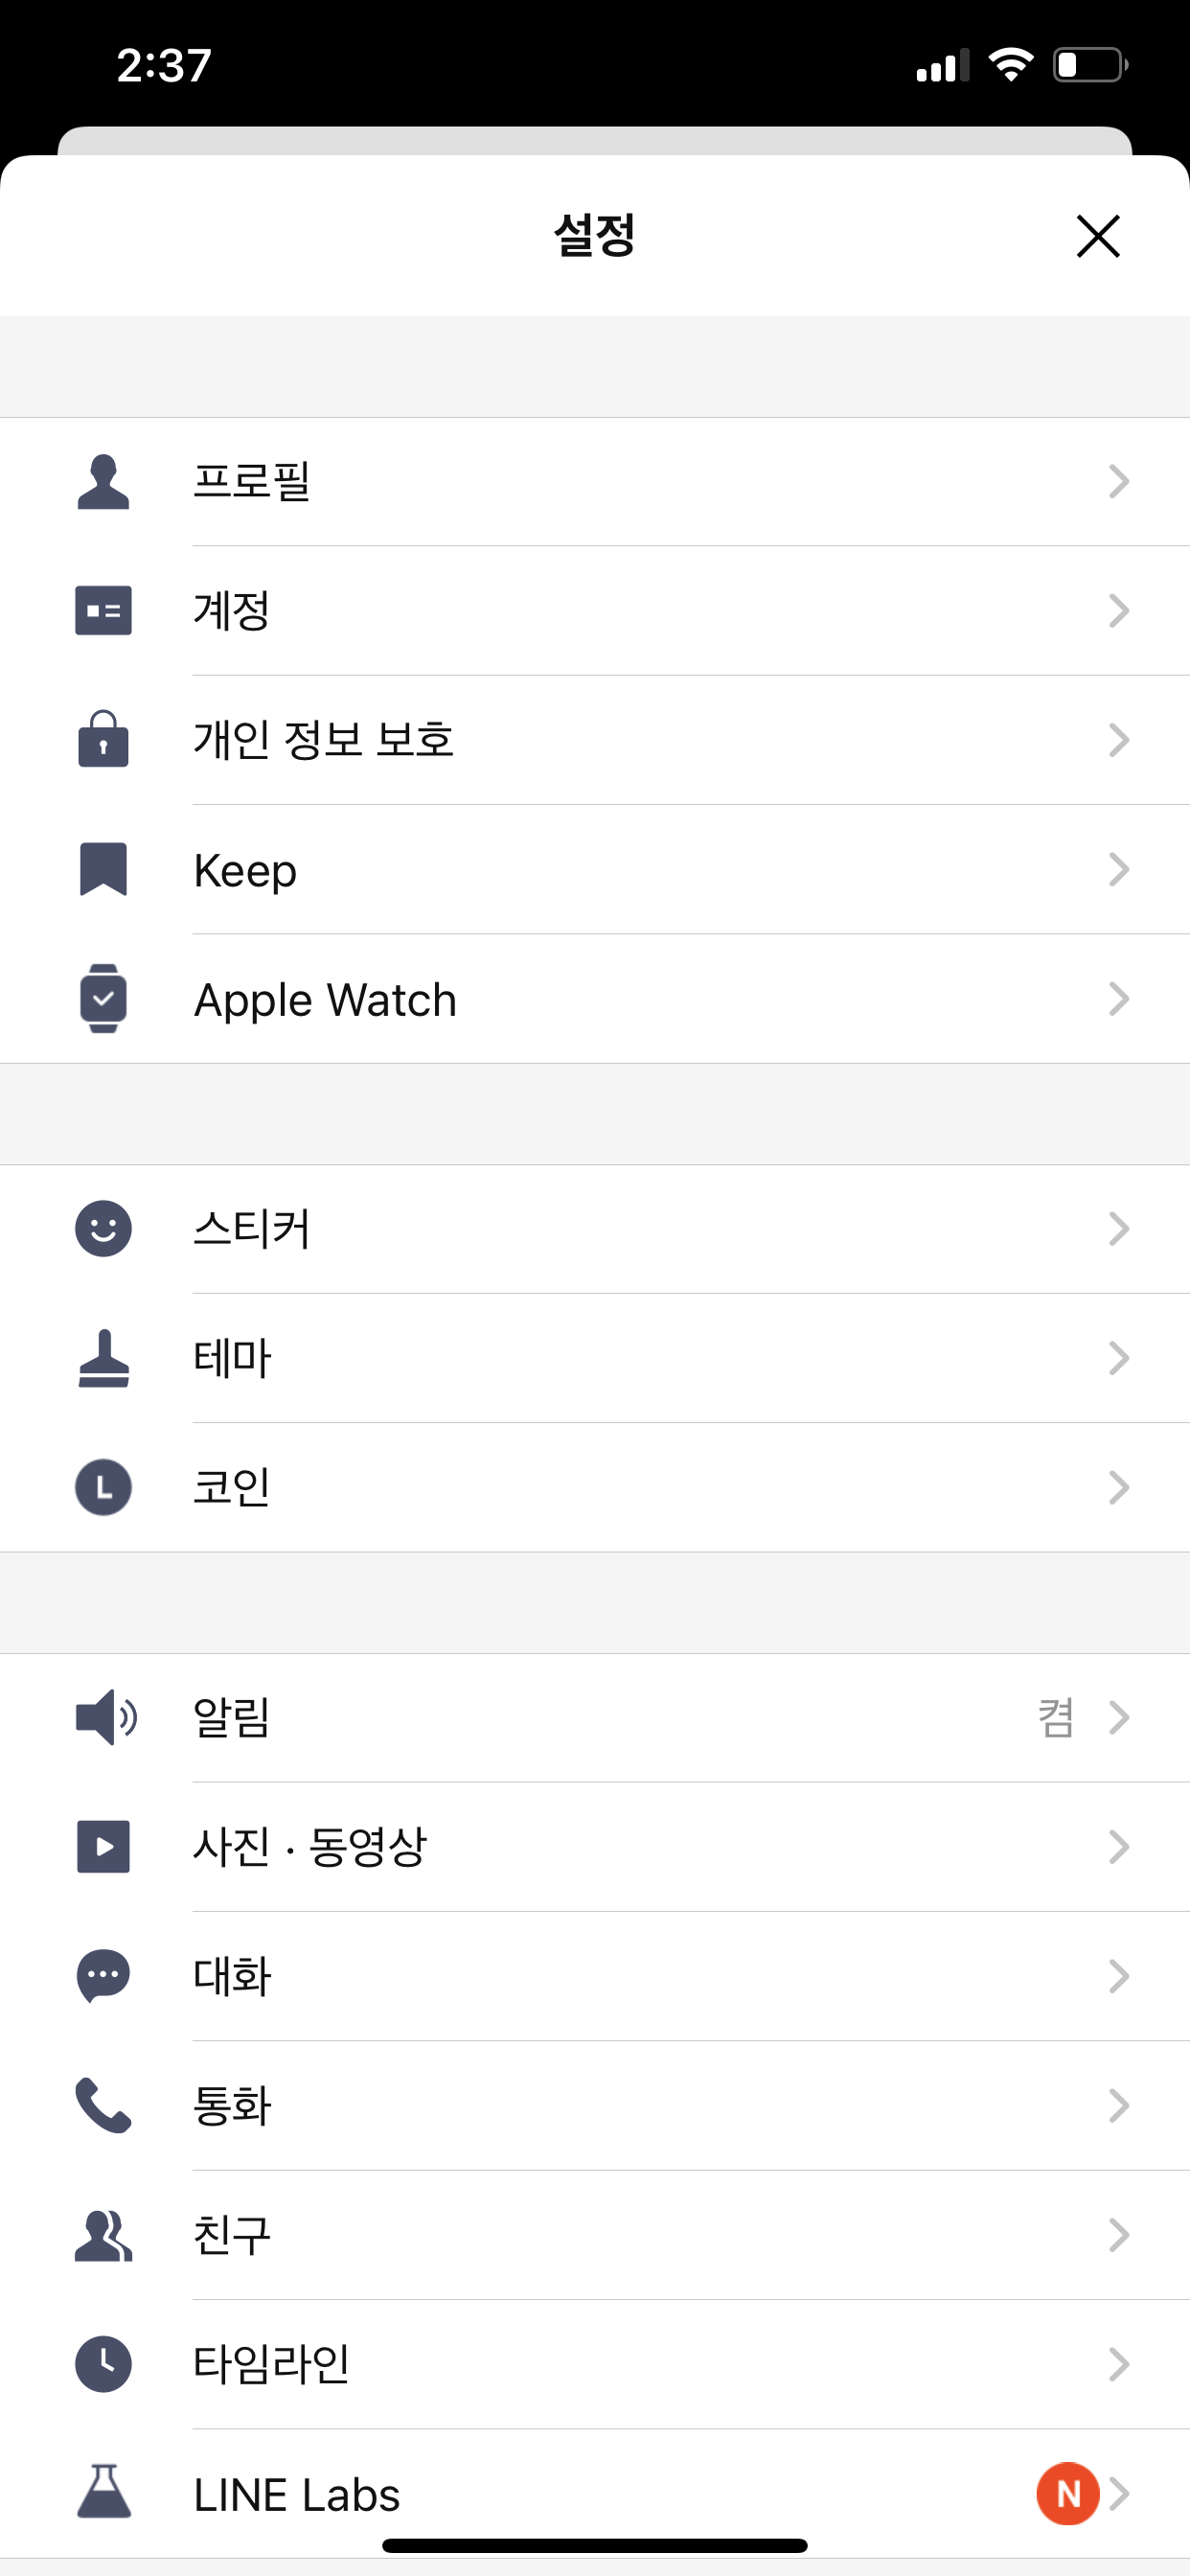 2:37
설정
프로필
계정
개인 정보 보호
Keep
Apple Watch
스티커
테마
L
코인
알림
켬
사진 · 동영상
대화
통화
친구
타임라인
LINE Labs
N